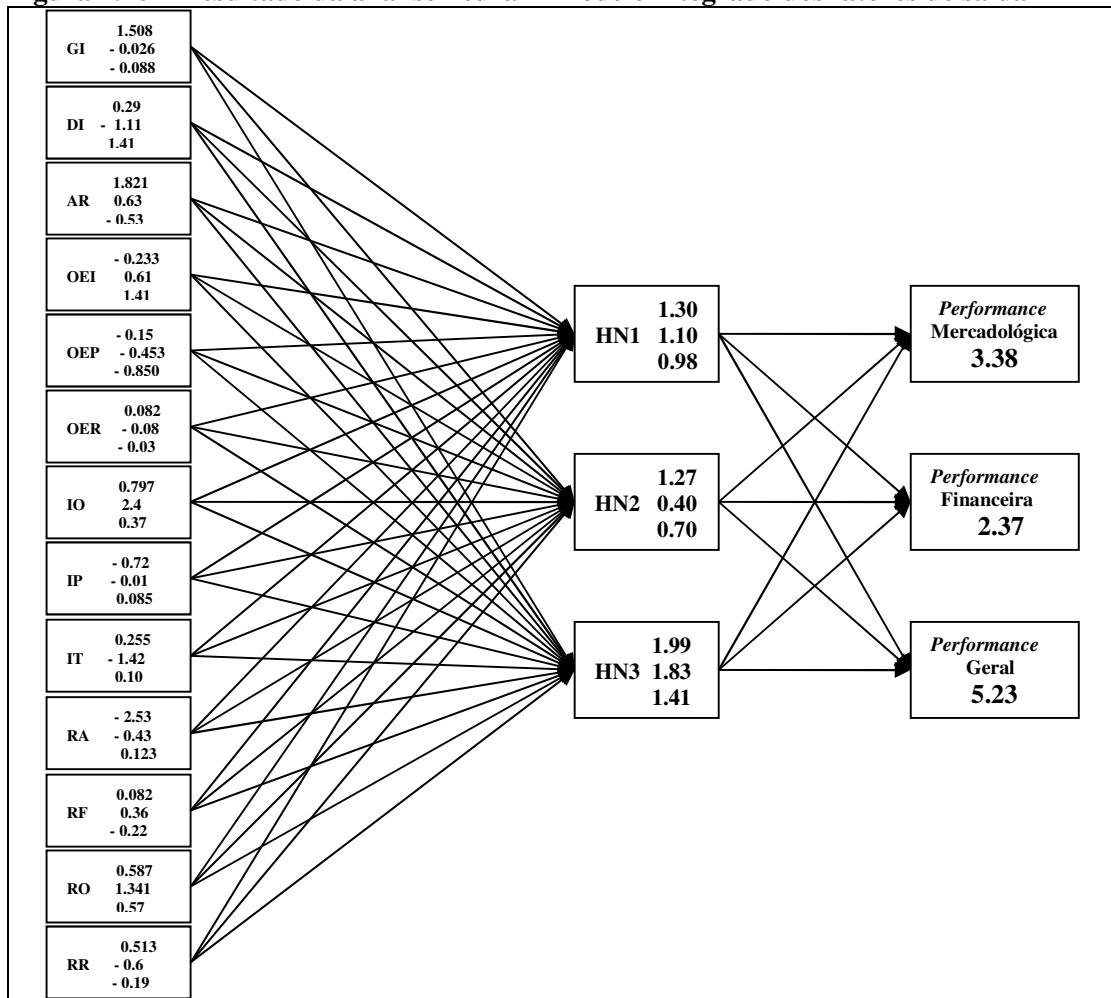 GI 1.508
- 0.026
- 0.088
DI 0.29
- 1.11
1.41
AR 1.821
0.63
- 0.53
OEI - 0.233
0.61
1.41
OEP - 0.15
- 0.453
- 0.850
OER 0.082
- 0.08
- 0.03
IO 0.797
2.4
0.37
IP - 0.72
- 0.01
0.085
IT 0.255
- 1.42
0.10
RA - 2.53
- 0.43
0.123
RF 0.082
0.36
- 0.22
RO 0.587
1.341
0.57
RR 0.513
- 0.6
- 0.19
HN1 1.30
1.10
0.98
HN2 1.27
0.40
0.70
HN3 1.99
1.83
1.41
Performance
Mercadológica
3.38
Performance
Financeira
2.37
Performance
Geral
5.23